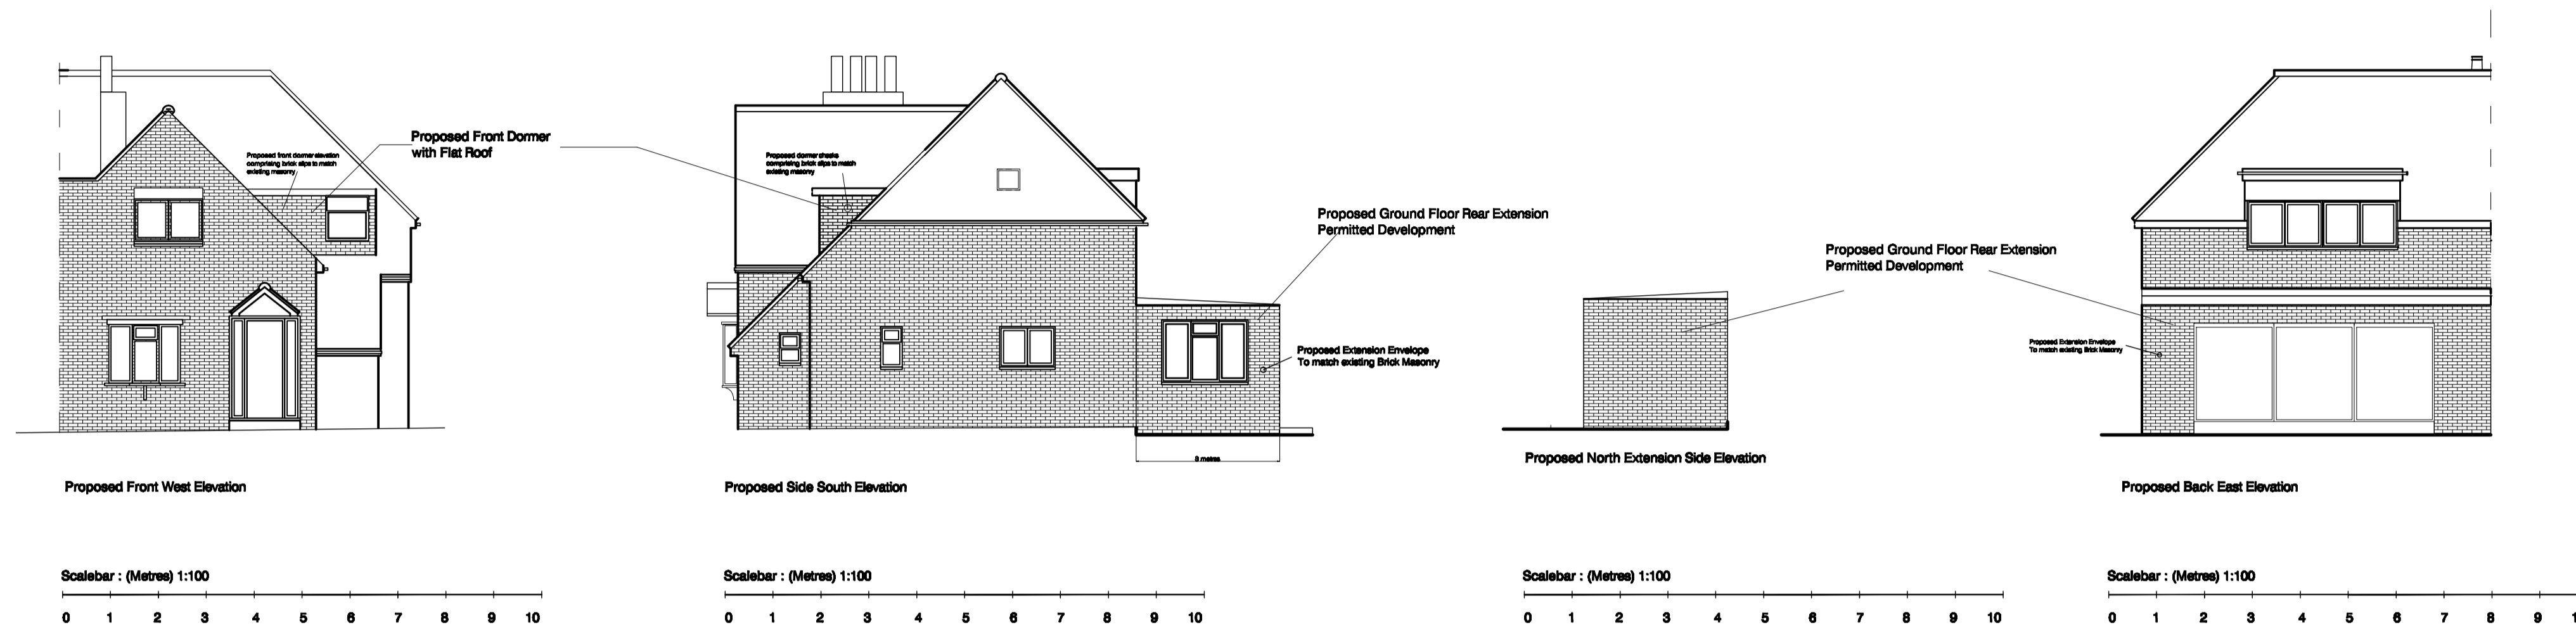 Proposed Front Dormer
with Flat Roof
Proposed front dormer elevation
comprising brick slips to match
existing masonry
Proposed dormer cheeks
comprising brick slips to match
existing masonry
Proposed Ground Floor Rear Extension
Permitted Development
Proposed Extension Envelope
To match existing Brick Masonry
Proposed Ground Floor Rear Extension
Permitted Development
Proposed Extension Envelope
To match existing Brick Masonry
3 metres
Proposed Front West Elevation
Proposed Side South Elevation
Proposed North Extension Side Elevation
Proposed Back East Elevation
Scalebar : (Metres) 1:100
0 1 2 3 4 5 6 7 8 9 10
Scalebar : (Metres) 1:100
0 1 2 3 4 5 6 7 8 9 10
Scalebar : (Metres) 1:100
0 1 2 3 4 5 6 7 8 9 10
Scalebar : (Metres) 1:100
0 1 2 3 4 5 6 7 8 9